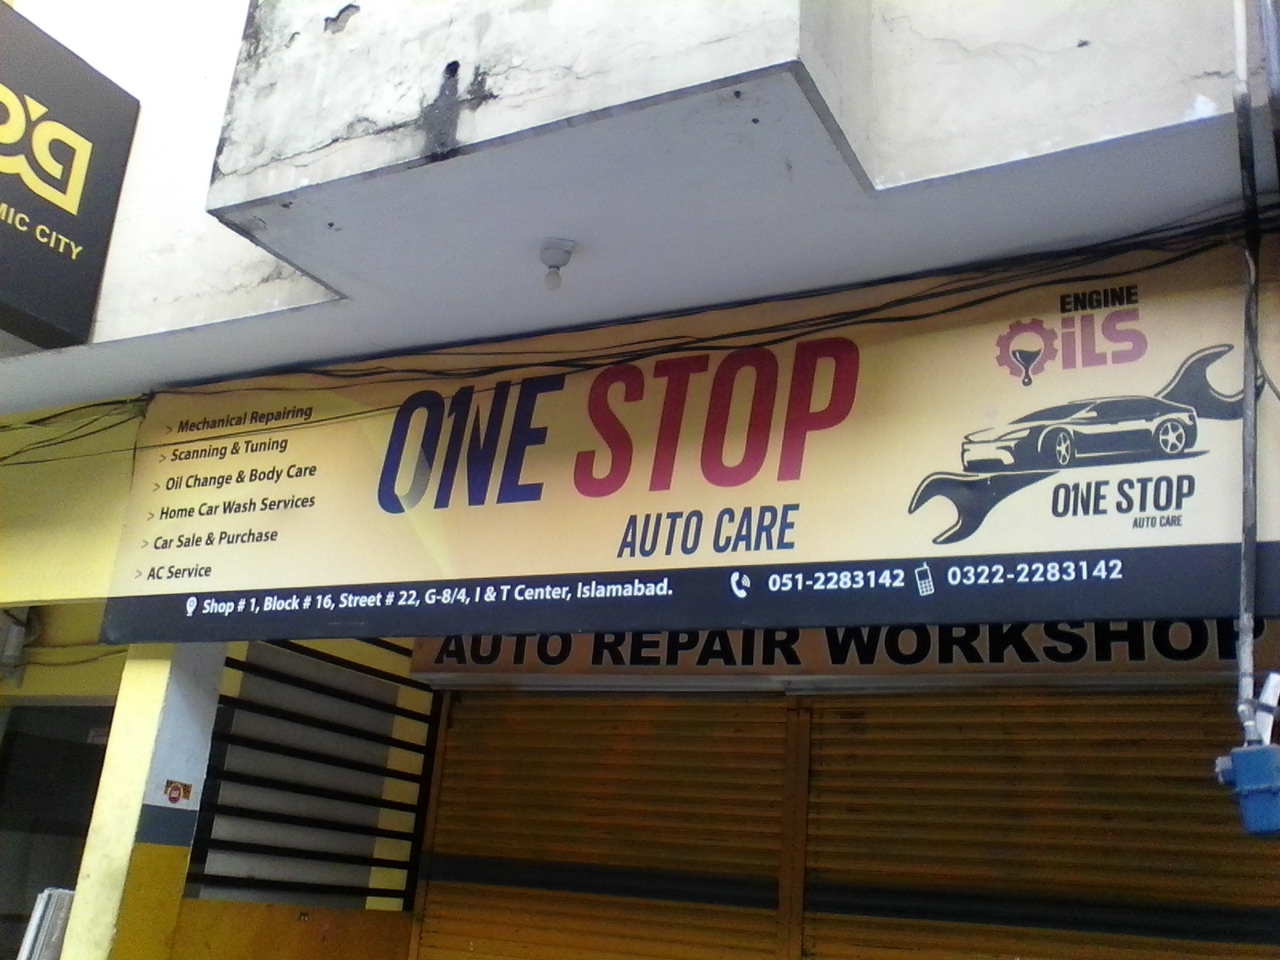 MIC CITY
ENGINE
OiLS
> Mechanical Repairing
> Scanning & Tuning
> Oil Change & Body Care
> Home Car Wash Services
> Car Sale & Purchase
> AC Service
O1NE STOP
AUTO CARE
O1NE STOP
AUTO CARE
Shop # 1, Block # 16, Street # 22, G-8/4, I & T Center, Islamabad.
051-2283142
0322-2283142
AUTO REPAIR WORKSHOP